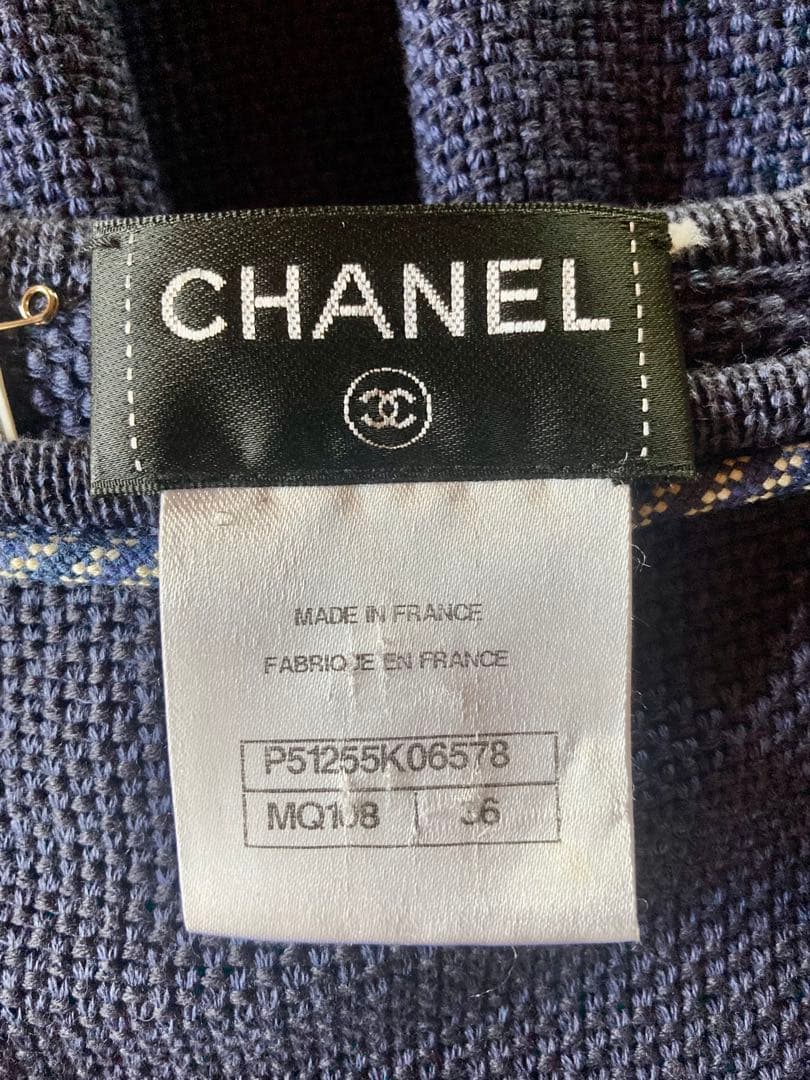 CHANEL
MADE IN FRANCE
FABRIQUE EN FRANCE
P51255K06578
MQ108 36